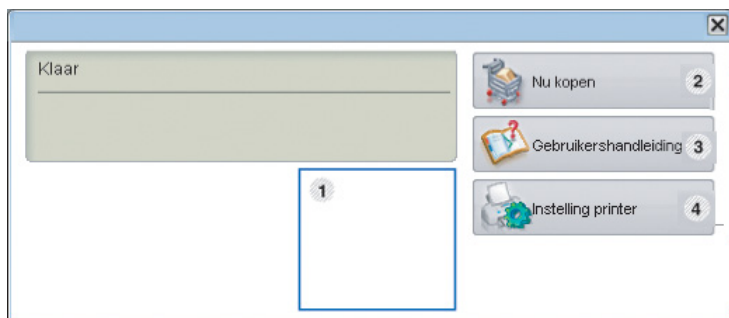 Klaar
Nu kopen 2
Gebruikershandleiding 3
1
Instelling printer 4